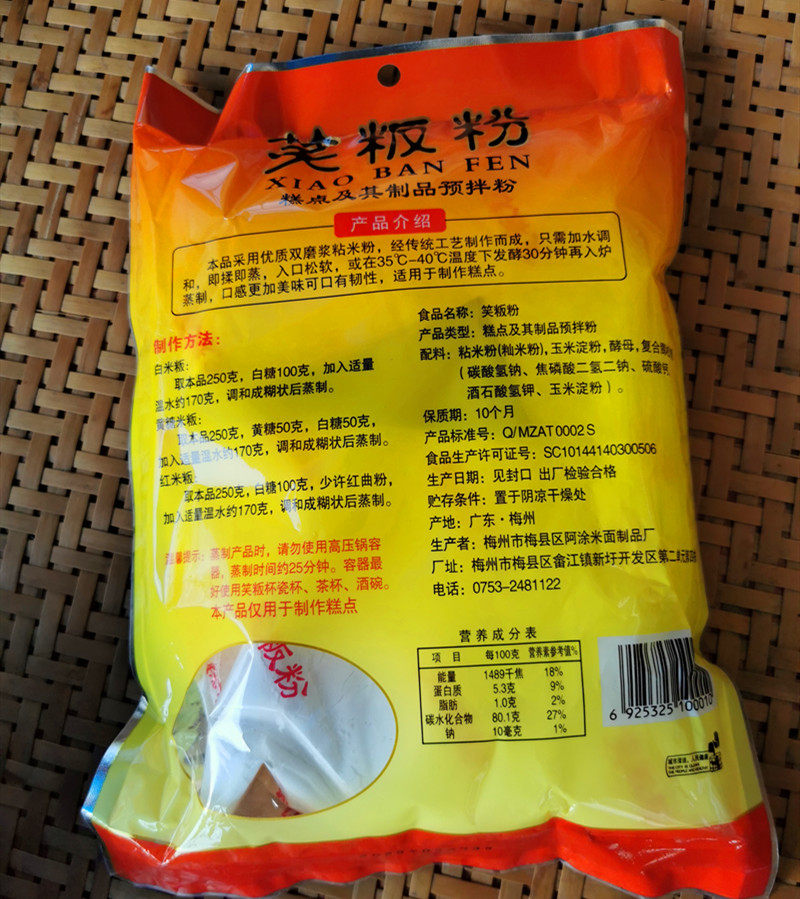 笑粄粉
XIAO BAN FEN
糕点及其制品预拌粉
产品介绍
本品采用优质双磨浆粘米粉，经传统工艺制作而成，只需加水调
和，即揉即蒸，入口松软，或在35℃-40℃温度下发酵30分钟再入炉
蒸制，口感更加美味可口有韧性，适用于制作糕点。
制作方法：
白米粄：
取本品250克，白糖100克，加入适量
温水约170克，调和成糊状后蒸制。
黄糖米粄：
取本品250克，黄糖50克，白糖50克，
加入适量温水约170克，调和成糊状后蒸制。
红米粄：
取本品250克，白糖100克，少许红曲粉，
加入适量温水约170克，调和成糊状后蒸制。
温馨提示：蒸制产品时，请勿使用高压锅容
器，蒸制时间约25分钟。容器最
好使用笑粄杯瓷杯、茶杯、酒碗。
本产品仅用于制作糕点
食品名称：笑粄粉
产品类型：糕点及其制品预拌粉
配料：粘米粉(籼米粉)，玉米淀粉，酵母，复合
（碳酸氢钠、焦磷酸二氢二钠、硫酸钙
酒石酸氢钾、玉米淀粉）。
保质期：10个月
产品标准号：Q/MZAT0002S
食品生产许可证号：SC10144140300506
生产日期：见封口 出厂检验合格
贮存条件：置于阴凉干燥处
产地：广东·梅州
生产者：梅州市梅县区阿涂米面制品厂
厂址：梅州市梅县区畲江镇新圩开发区第二
电话：0753-2481122
营养成分表
项 目 每100克 营养素参考值%
能量 1489千焦 18%
蛋白质 5.3克 9%
脂肪 1.0克 2%
碳水化合物 80.1克 27%
钠 10毫克 1%
6 925325 100010
粄粉